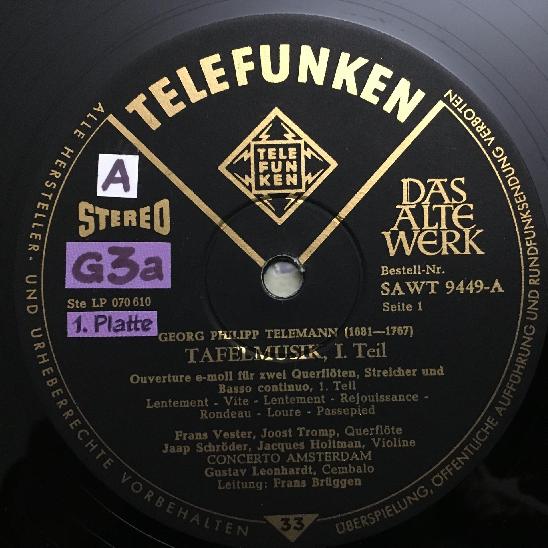 TELEFUNKEN
TELE
FUN
KEN
A
STEREO
G3a
Ste LP 070 610
1. Platte
DAS
ALTE
WERK
Bestell-Nr.
SAWT 9449-A
Seite 1
GEORG PHILIPP TELEMANN (1681—1767)
TAFELMUSIK, I. Teil
Ouverture e-moll für zwei Querflöten, Streicher und
Basso continuo, 1. Teil
Lentement - Vite - Lentement - Rejouissance -
Rondeau - Loure - Passepied
Frans Vester, Joost Tromp, Querflöte
Jaap Schröder, Jacques Holtman, Violine
CONCERTO AMSTERDAM
Gustav Leonhardt, Cembalo
Leitung: Frans Brüggen
33
ALLE HERSTELLER- UND URHEBERRECHTE VORBEHALTEN
ÜBERSPIELUNG, ÖFFENTLICHE AUFFÜHRUNG UND RUNDFUNKSENDUNG VERBOTEN